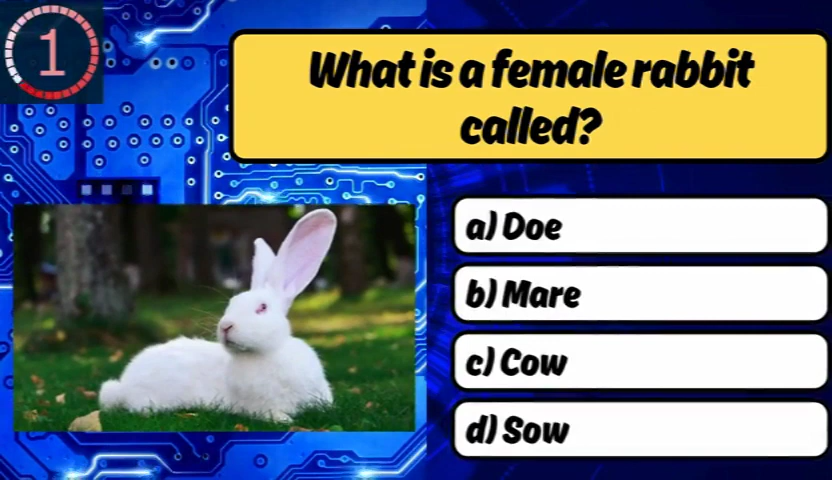 1
What is a female rabbit
called?
a) Doe
b) Mare
c) Cow
d) Sow